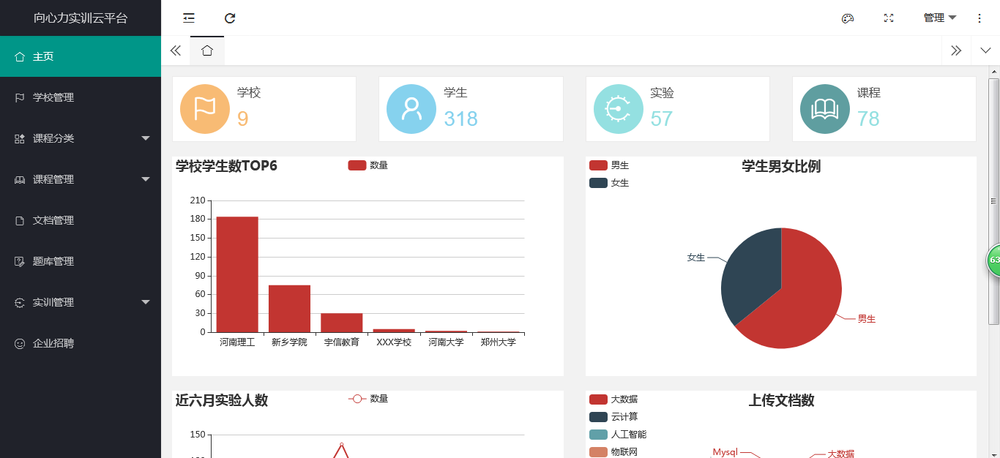 向心力实训云平台
管理
主页
学校管理
课程分类
课程管理
文档管理
题库管理
实训管理
企业招聘
学校
9
学生
318
实验
57
课程
78
学校学生数TOP6
数量
210
180
150
120
90
60
30
0
河南理工 新乡学院 宇信教育 XXX学校 河南大学 郑州大学
学生男女比例
男生
女生
女生
男生
63
近六月实验人数
数量
150
上传文档数
大数据
云计算
人工智能
物联网
Mysql
大数据